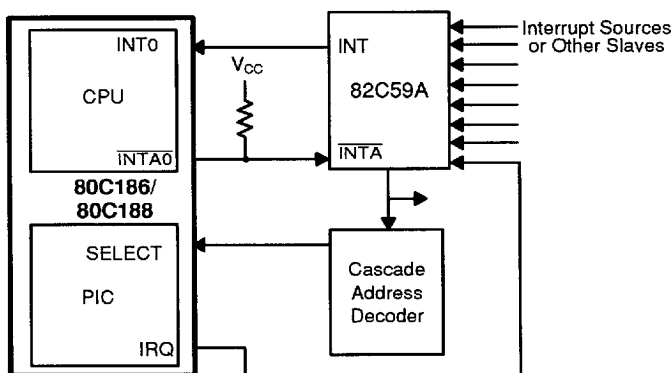 INT0
CPU
INTA0
80C186/
80C188
SELECT
PIC
IRQ
VCC
INT
82C59A
INTA
Cascade
Address
Decoder
Interrupt Sources
or Other Slaves